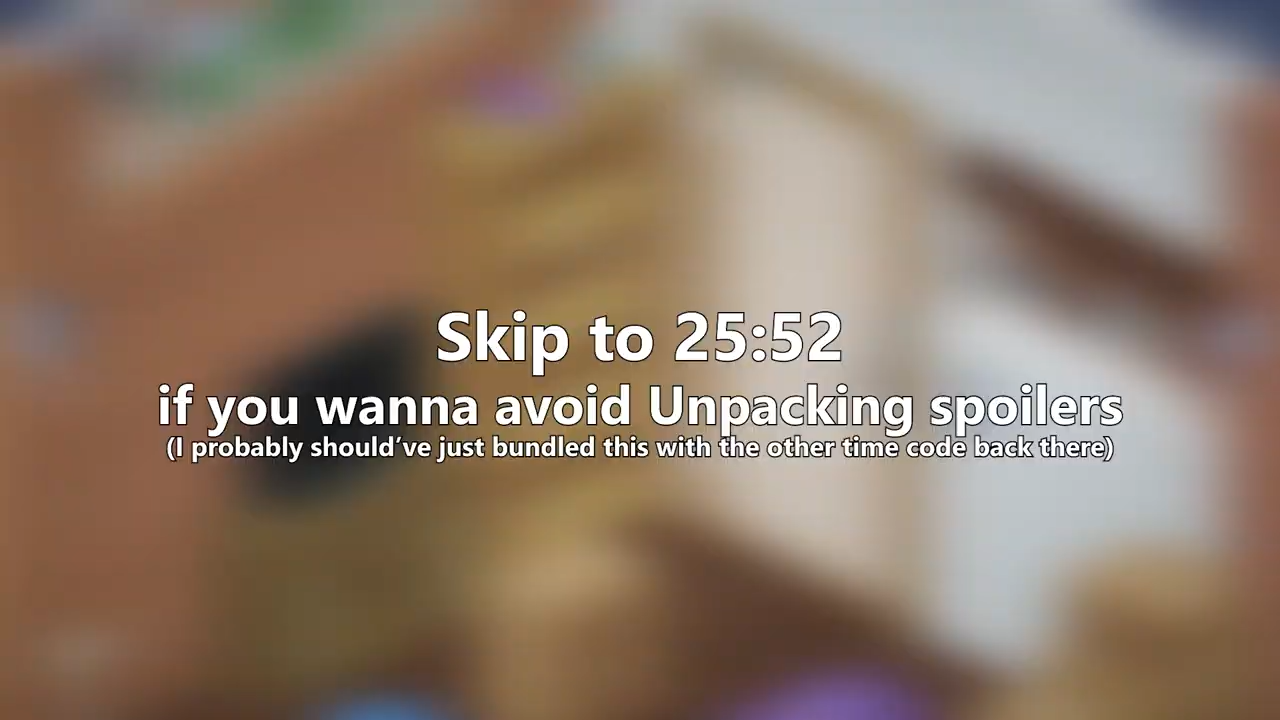 Skip to 25:52
if you wanna avoid Unpacking spoilers
(I probably should’ve just bundled this with the other time code back there)